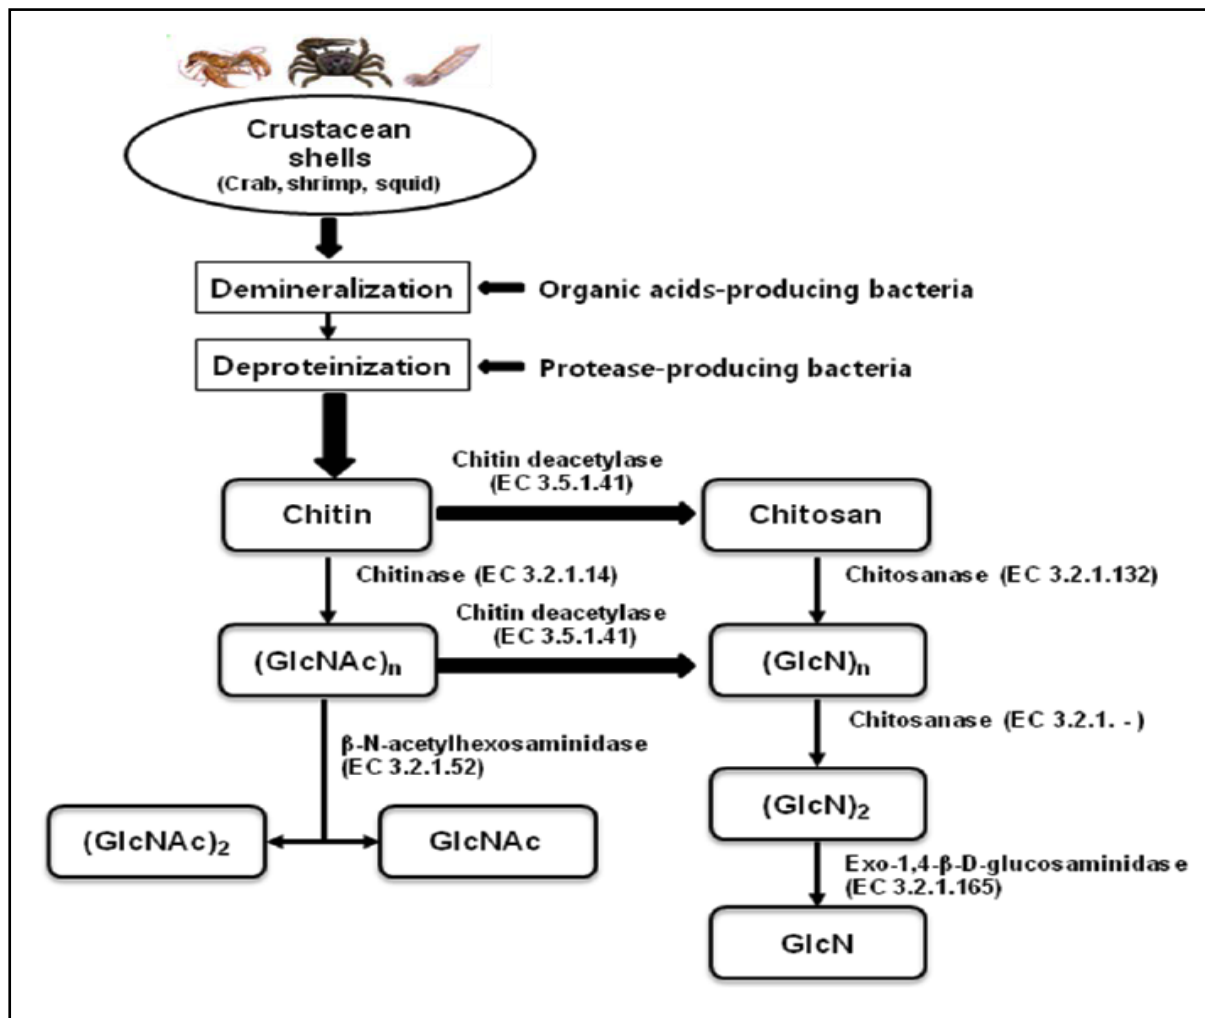 Crustacean
shells
(Crab, shrimp, squid)
Demineralization
Organic acids-producing bacteria
Deproteinization
Protease-producing bacteria
Chitin deacetylase
(EC 3.5.1.41)
Chitin
Chitosan
Chitinase (EC 3.2.1.14)
Chitosanase (EC 3.2.1.132)
Chitin deacetylase
(EC 3.5.1.41)
(GlcNAc)n
(GlcN)n
Chitosanase (EC 3.2.1. - )
β-N-acetylhexosaminidase
(EC 3.2.1.52)
(GlcN)2
(GlcNAc)2
GlcNAc
Exo-1,4-β-D-glucosaminidase
(EC 3.2.1.165)
GlcN